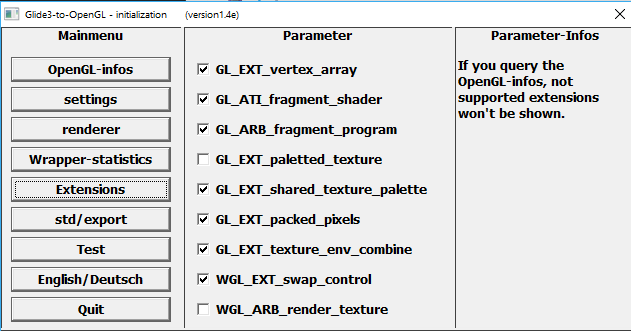 Glide3-to-OpenGL - initialization (version1.4e)
Mainmenu
OpenGL-infos
settings
renderer
Wrapper-statistics
Extensions
std/export
Test
English/Deutsch
Quit
Parameter
GL_EXT_vertex_array
GL_ATI_fragment_shader
GL_ARB_fragment_program
GL_EXT_paletted_texture
GL_EXT_shared_texture_palette
GL_EXT_packed_pixels
GL_EXT_texture_env_combine
WGL_EXT_swap_control
WGL_ARB_render_texture
Parameter-Infos
If you query the
OpenGL-infos, not
supported extensions
won't be shown.